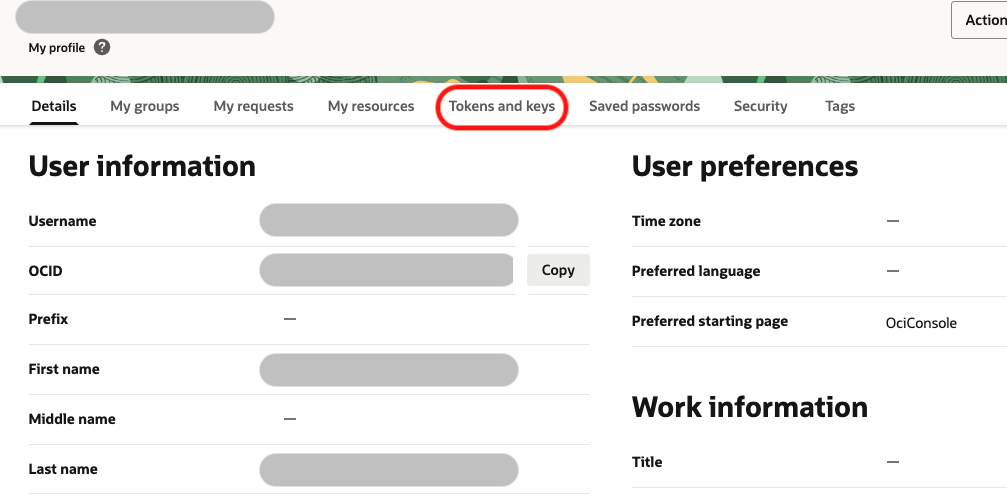 Action
My profile ?
Details My groups My requests My resources Tokens and keys Saved passwords Security Tags
User information
Username
OCID Copy
Prefix —
First name
Middle name —
Last name
User preferences
Time zone —
Preferred language —
Preferred starting page OciConsole
Work information
Title —